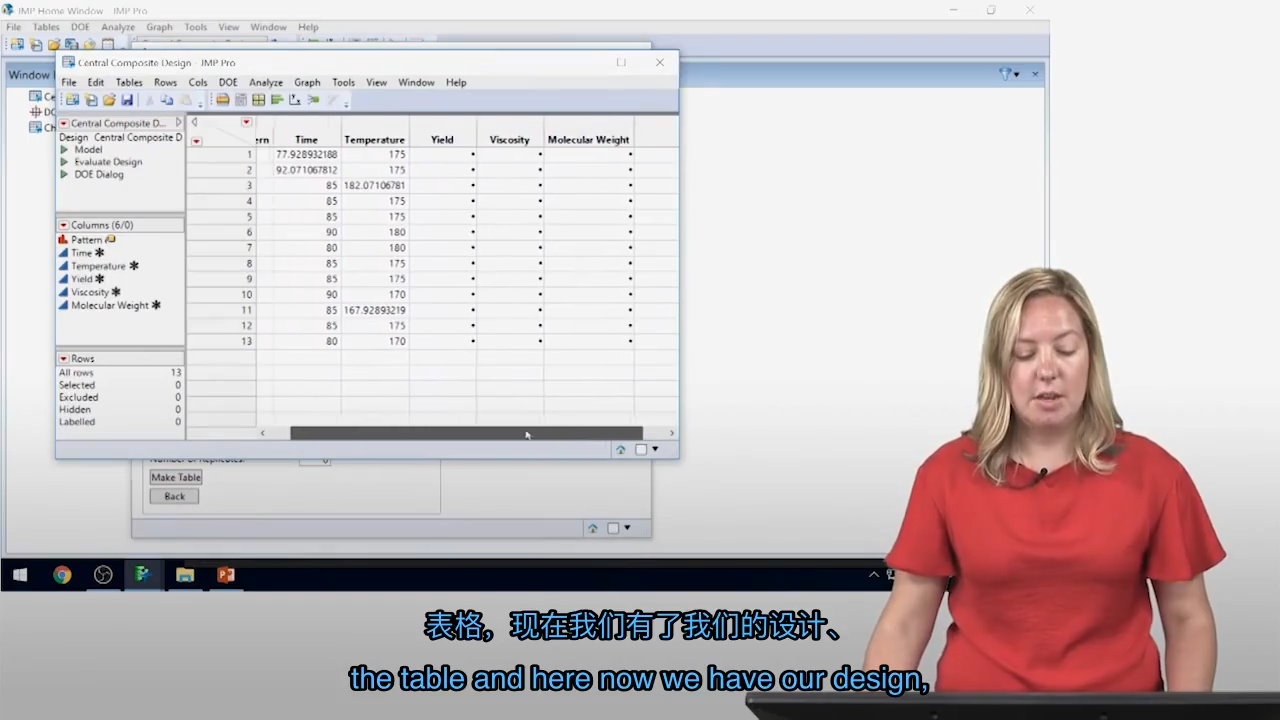 JMP Home Window - JMP Pro
File Tables DOE Analyze Graph Tools View Window Help
Window
Central Composite Design - JMP Pro
File Edit Tables Rows Cols DOE Analyze Graph Tools View Window Help
Central Composite D...
Design Central Composite D
Model
Evaluate Design
DOE Dialog
Columns (6/0)
Pattern
Time
Temperature
Yield
Viscosity
Molecular Weight
Rows
All rows 13
Selected 0
Excluded 0
Hidden 0
Labelled 0
ern Time Temperature Yield Viscosity Molecular Weight
1 77.928932188 175 • • •
2 92.071067812 175 • • •
3 85 182.07106781 • • •
4 85 175 • • •
5 85 175 • • •
6 90 180 • • •
7 80 180 • • •
8 85 175 • • •
9 85 175 • • •
10 90 170 • • •
11 85 167.92893219 • • •
12 85 175 • • •
13 80 170 • • •
Make Table
Back
表格，现在我们有了我们的设计、
the table and here now we have our design,